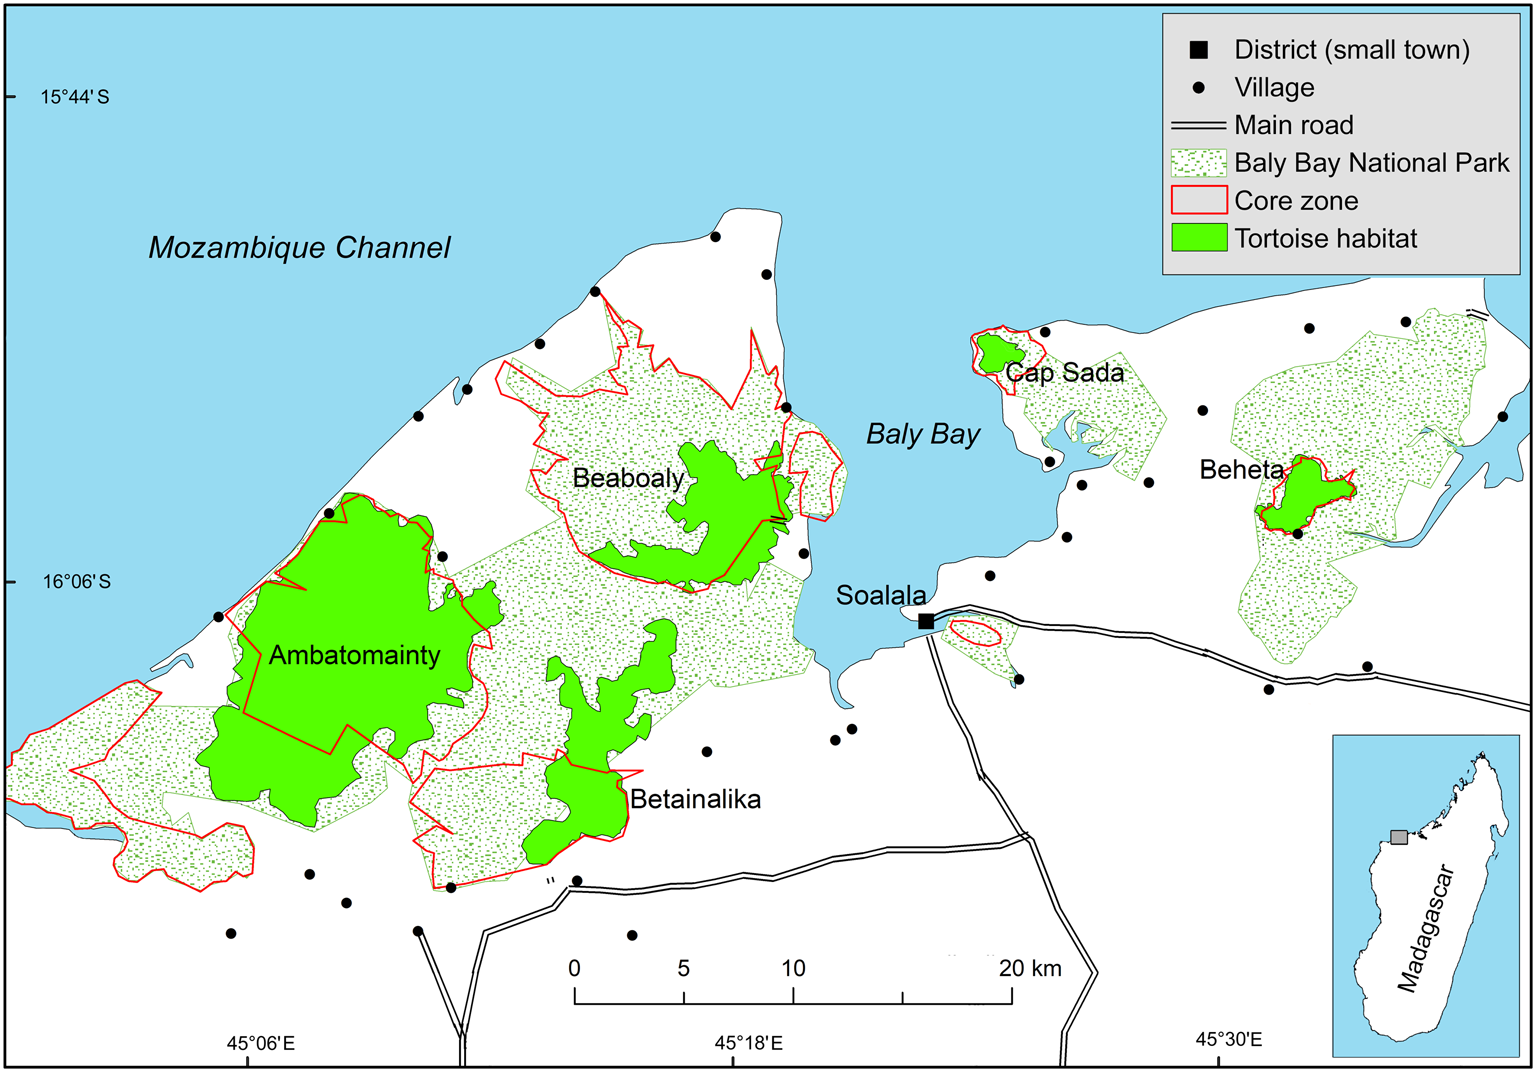 15°44' S
District (small town)
Village
Main road
Baly Bay National Park
Core zone
Tortoise habitat
Mozambique Channel
Cap Sada
Baly Bay
Beheta
Beaboaly
16°06'S
Soalala
Ambatomainty
Betainalika
Madagascar
0 5 10 20 km
45°06'E 45°18'E 45°30'E